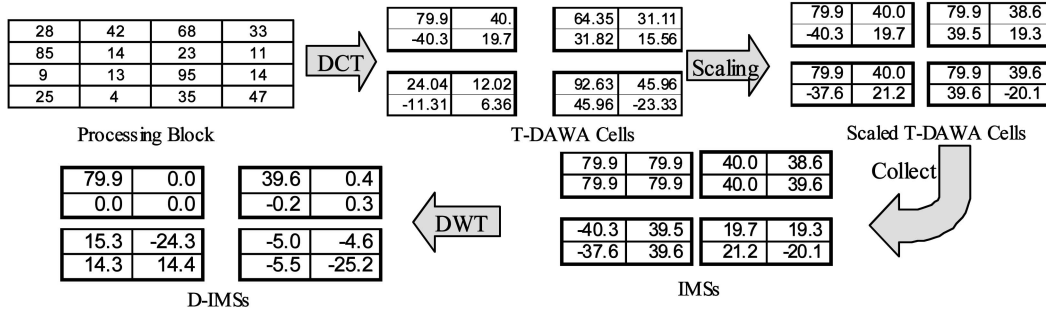 28 42 68 33
85 14 23 11
9 13 95 14
25 4 35 47
Processing Block
DCT
79.9 40.
-40.3 19.7
64.35 31.11
31.82 15.56
24.04 12.02
-11.31 6.36
92.63 45.96
45.96 -23.33
T-DAWA Cells
Scaling
79.9 40.0
-40.3 19.7
79.9 38.6
39.5 19.3
79.9 40.0
-37.6 21.2
79.9 39.6
39.6 -20.1
Scaled T-DAWA Cells
Collect
79.9 79.9
79.9 79.9
40.0 38.6
40.0 39.6
-40.3 39.5
-37.6 39.6
19.7 19.3
21.2 -20.1
IMSs
DWT
79.9 0.0
0.0 0.0
39.6 0.4
-0.2 0.3
15.3 -24.3
14.3 14.4
-5.0 -4.6
-5.5 -25.2
D-IMSs